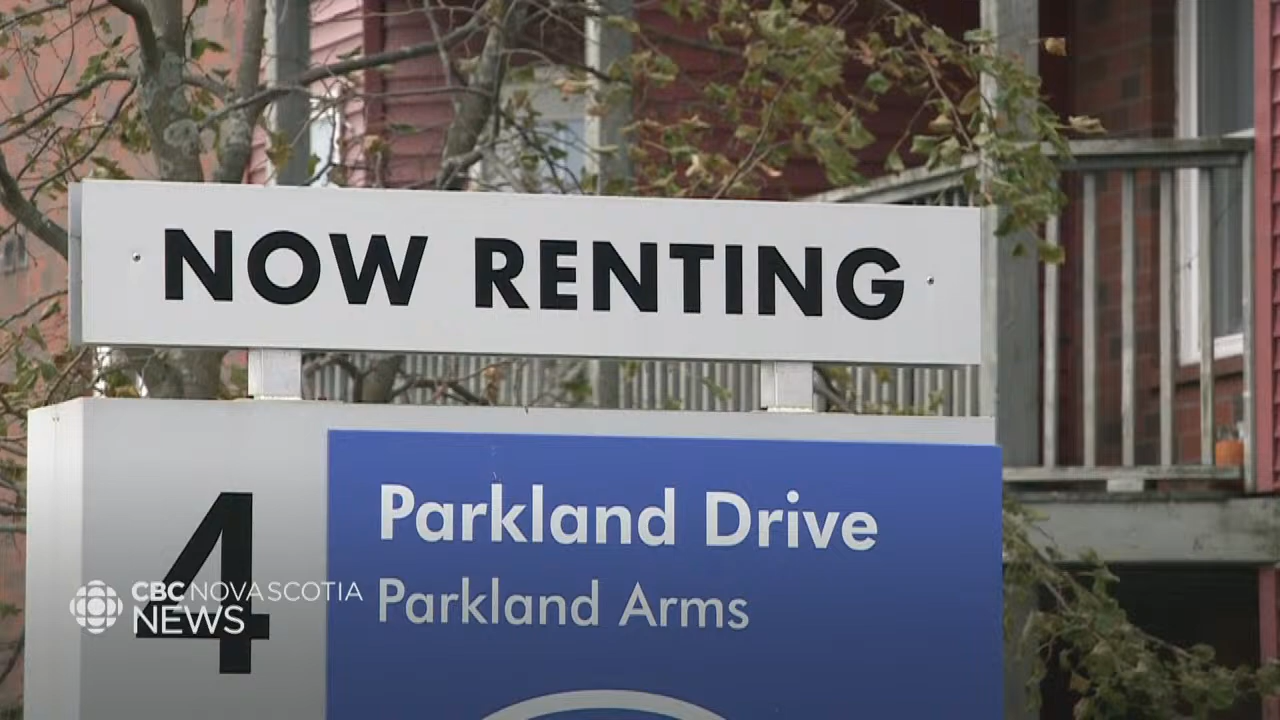 NOW RENTING
4
Parkland Drive
Parkland Arms
CBC NOVA SCOTIA
NEWS